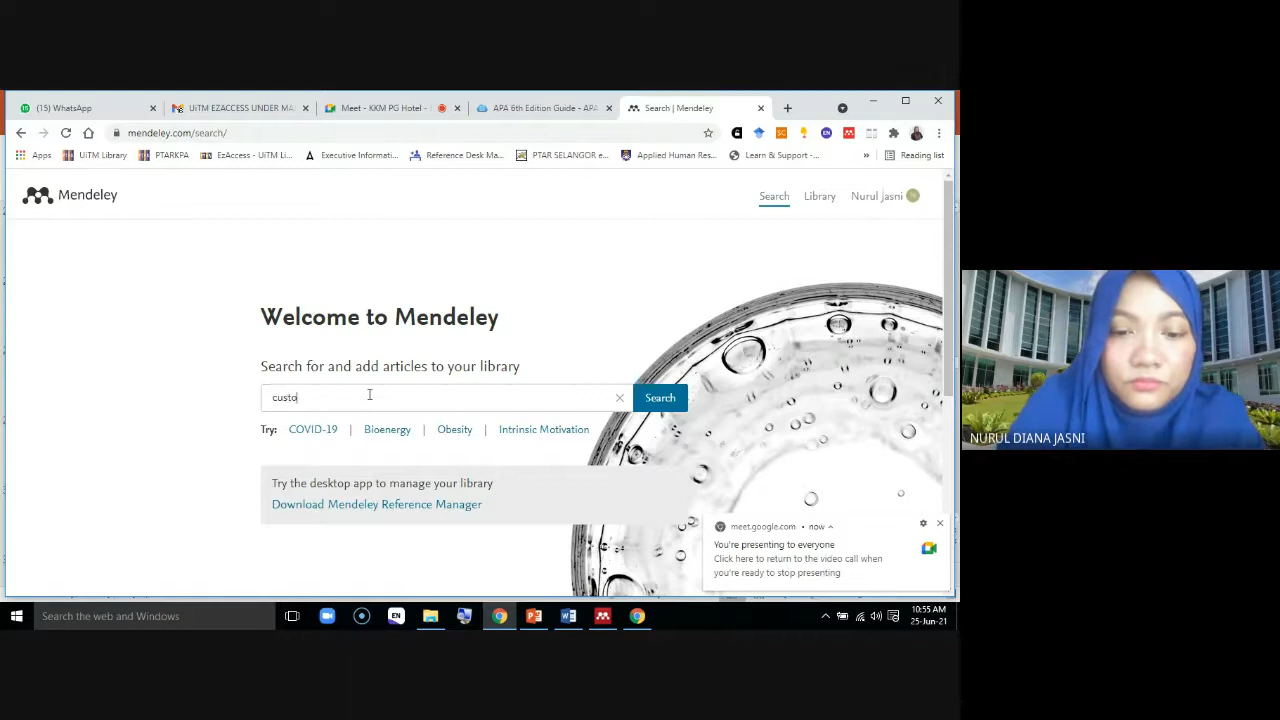 (15) WhatsApp
UiTM EZACCESS UNDER MA
Meet - KKM PG Hotel -
APA 6th Edition Guide - APA
Search | Mendeley
mendeley.com/search/
Apps
UiTM Library
PTARKPA
EzAccess - UiTM Li...
Executive Informati...
Reference Desk Ma...
PTAR SELANGOR e...
Applied Human Res...
Learn & Support -...
»
Reading list
Mendeley
Search
Library
Nurul Jasni
Welcome to Mendeley
Search for and add articles to your library
custo
Search
Try: COVID-19 | Bioenergy | Obesity | Intrinsic Motivation
Try the desktop app to manage your library
Download Mendeley Reference Manager
meet.google.com • now
You're presenting to everyone
Click here to return to the video call when
you're ready to stop presenting
NURUL DIANA JASNI
Search the web and Windows
EN
10:55 AM
25-Jun-21